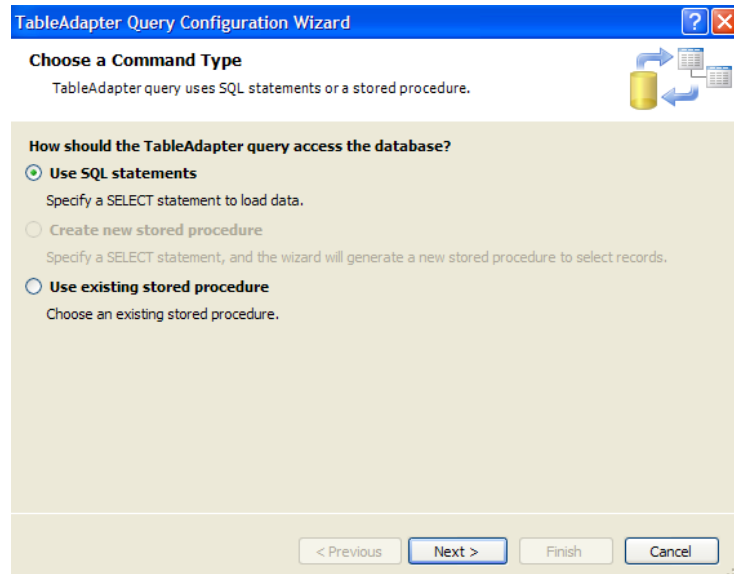 TableAdapter Query Configuration Wizard
Choose a Command Type
TableAdapter query uses SQL statements or a stored procedure.
How should the TableAdapter query access the database?
Use SQL statements
Specify a SELECT statement to load data.
Create new stored procedure
Specify a SELECT statement, and the wizard will generate a new stored procedure to select records.
Use existing stored procedure
Choose an existing stored procedure.
< Previous Next > Finish Cancel